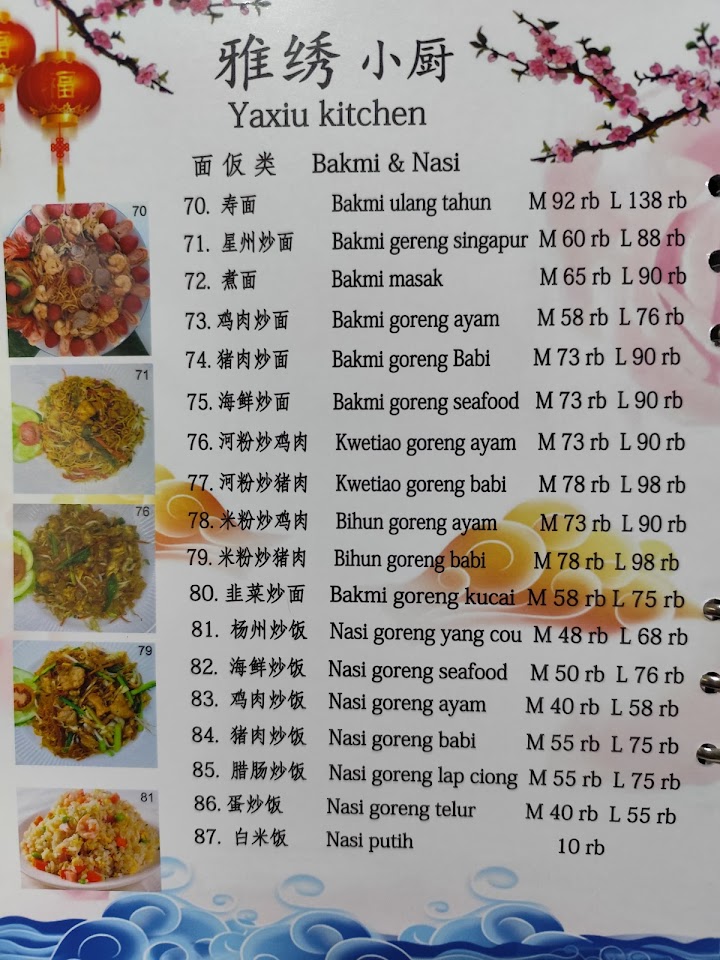 雅绣小厨
Yaxiu kitchen
面仮类 Bakmi & Nasi
70. 寿面 Bakmi ulang tahun M 92 rb L 138 rb
71. 星州炒面 Bakmi gereng singapur M 60 rb L 88 rb
72. 煮面 Bakmi masak M 65 rb L 90 rb
73. 鸡肉炒面 Bakmi goreng ayam M 58 rb L 76 rb
74. 猪肉炒面 Bakmi goreng Babi M 73 rb L 90 rb
75. 海鲜炒面 Bakmi goreng seafood M 73 rb L 90 rb
76. 河粉炒鸡肉 Kwetiao goreng ayam M 73 rb L 90 rb
77. 河粉炒猪肉 Kwetiao goreng babi M 78 rb L 98 rb
78. 米粉炒鸡肉 Bihun goreng ayam M 73 rb L 90 rb
79. 米粉炒猪肉 Bihun goreng babi M 78 rb L 98 rb
80. 韭菜炒面 Bakmi goreng kucai M 58 rb L 75 rb
81. 杨州炒饭 Nasi goreng yang cou M 48 rb L 68 rb
82. 海鲜炒饭 Nasi goreng seafood M 50 rb L 76 rb
83. 鸡肉炒饭 Nasi goreng ayam M 40 rb L 58 rb
84. 猪肉炒饭 Nasi goreng babi M 55 rb L 75 rb
85. 腊肠炒饭 Nasi goreng lap ciong M 55 rb L 75 rb
86. 蛋炒饭 Nasi goreng telur M 40 rb L 55 rb
87. 白米饭 Nasi putih 10 rb
70
71
76
79
81
福